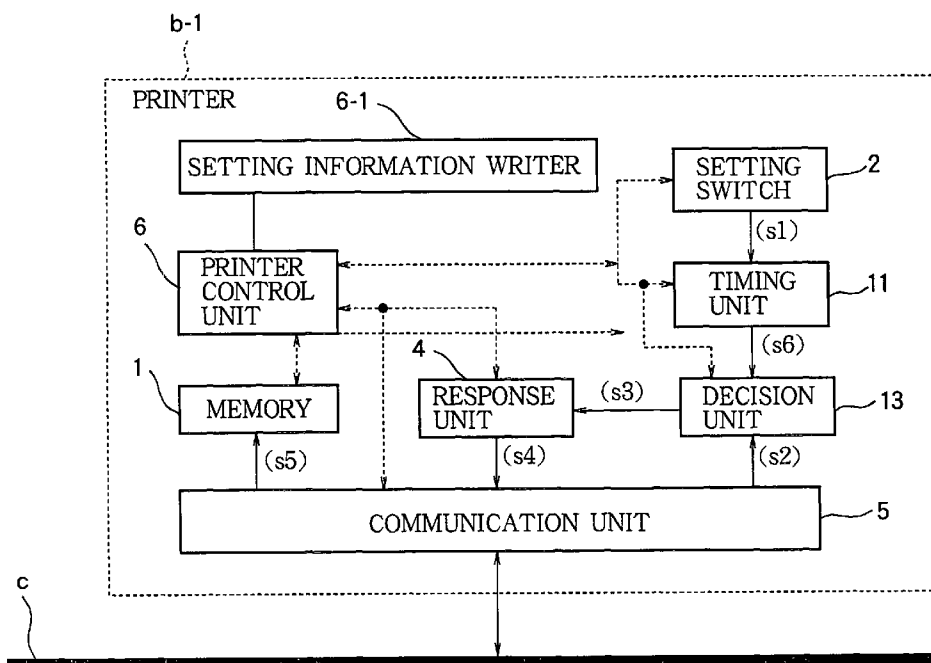 b-1
PRINTER
6-1
SETTING INFORMATION WRITER
SETTING
SWITCH
2
(s1)
6
PRINTER
CONTROL
UNIT
TIMING
UNIT
11
(s6)
1
MEMORY
4
RESPONSE
UNIT
(s3)
DECISION
UNIT
13
(s5)
(s4)
(s2)
COMMUNICATION UNIT
5
c